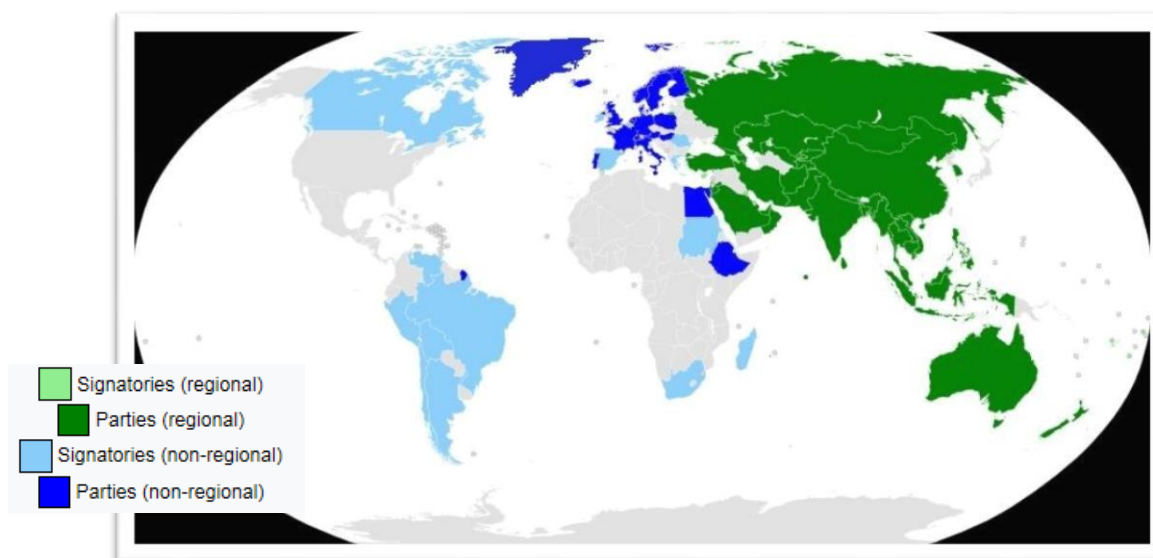 Signatories (regional)
Parties (regional)
Signatories (non-regional)
Parties (non-regional)